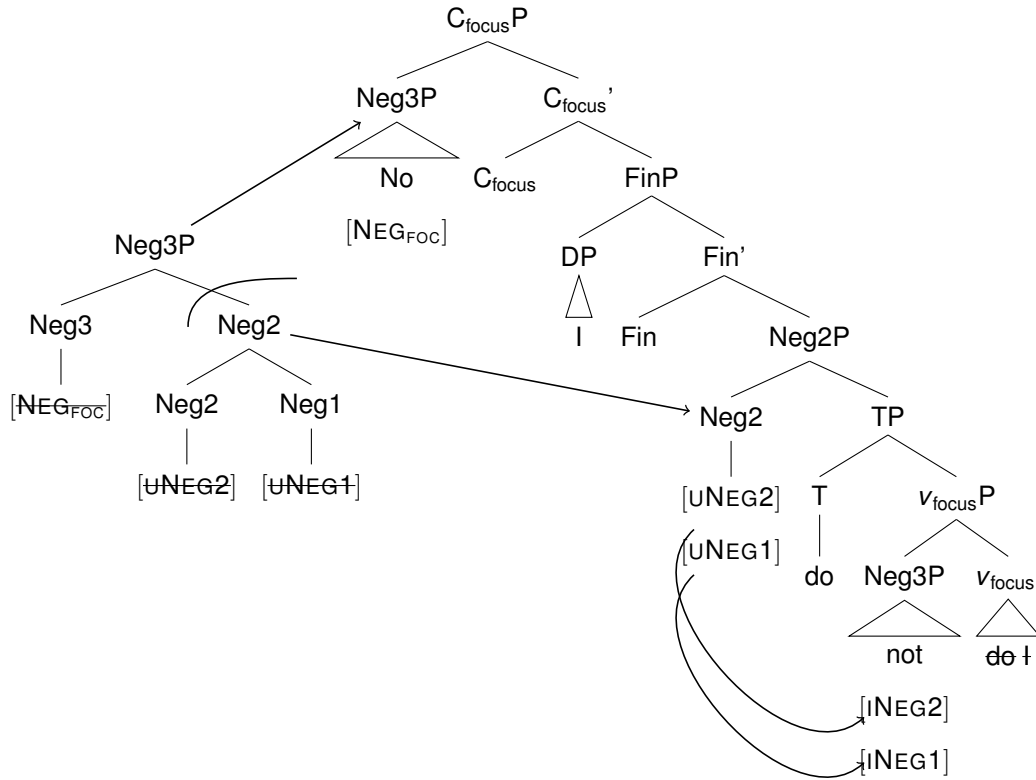 CfocusP
Neg3P Cfocus'
No Cfocus FinP
[NEGFOC]
Neg3P DP Fin'
Neg3 Neg2 I Fin Neg2P
[NEGFOC] Neg2 Neg1 Neg2 TP
[UNEG2] [UNEG1] [UNEG2] T vfocusP
[UNEG1] do Neg3P vfocus
not do I
[INEG2]
[INEG1]